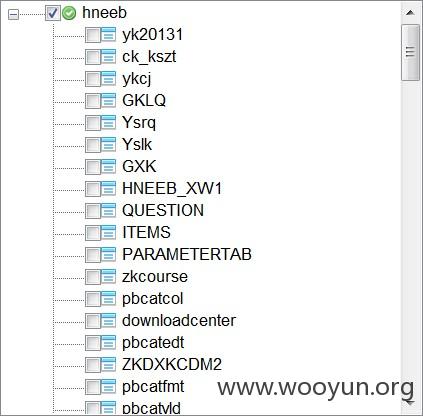 hneeb
yk20131
ck_kszt
ykcj
GKLQ
Ysrq
Yslk
GXK
HNEEB_XW1
QUESTION
ITEMS
PARAMETERTAB
zkcourse
pbcatcol
downloadcenter
pbcatedt
ZKDXKCDM2
pbcatfmt
pbcatvld
www.wooyun.org